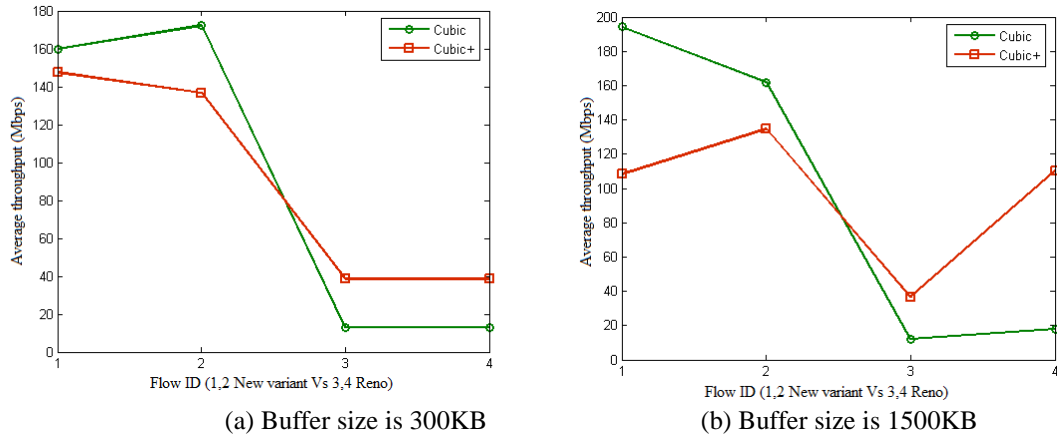 180
160
140
120
100
80
60
40
20
0
Average throughput (Mbps)
Cubic
Cubic+
1
2
3
4
Flow ID (1,2 New variant Vs 3,4 Reno)
(a) Buffer size is 300KB
200
180
160
140
120
100
80
60
40
20
0
Average throughput (Mbps)
Cubic
Cubic+
1
2
3
4
Flow ID (1,2 New variant Vs 3,4 Reno)
(b) Buffer size is 1500KB